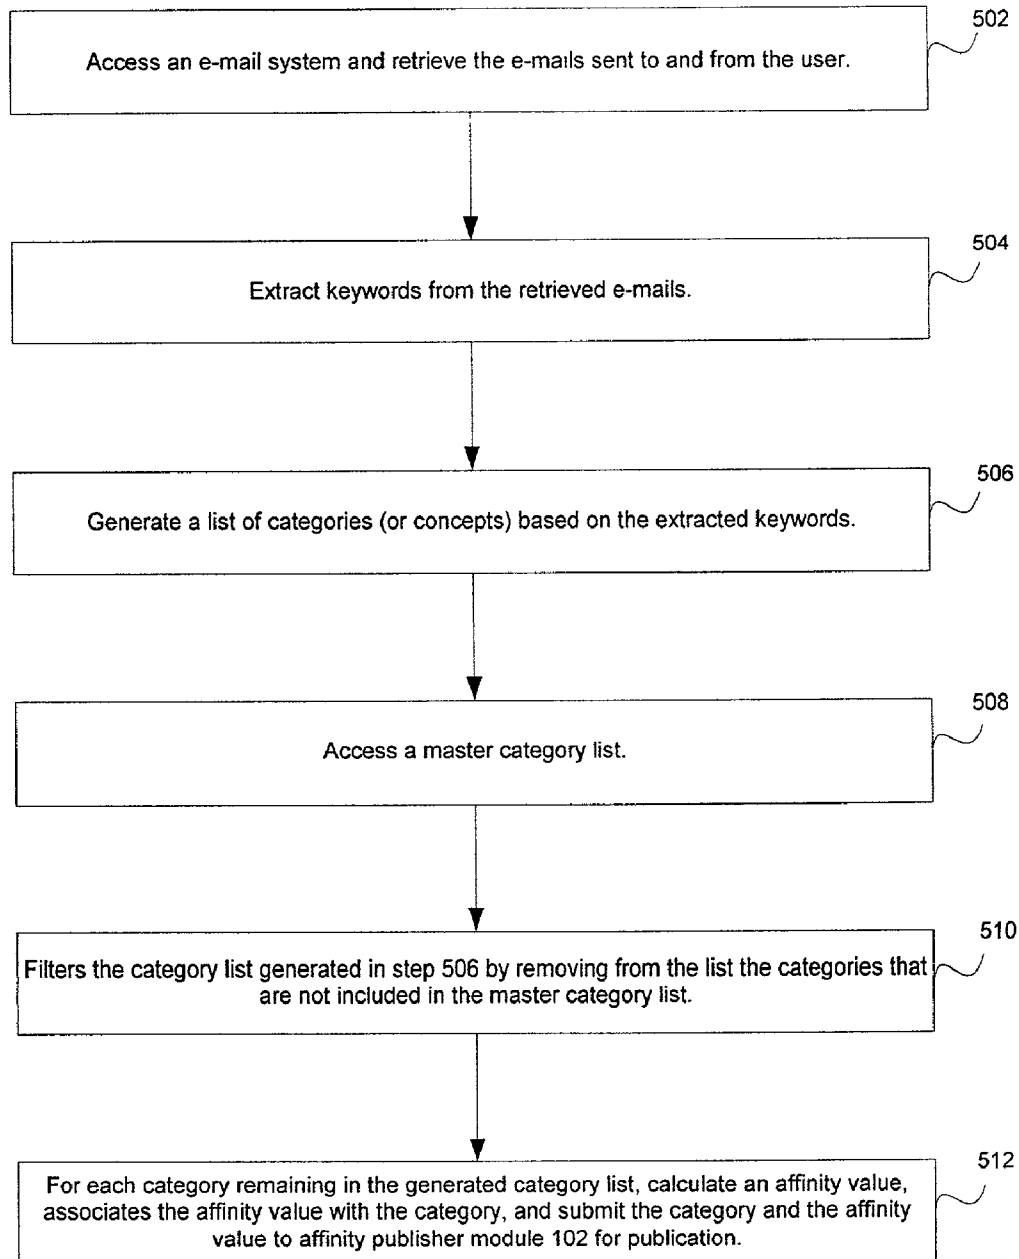 502
Access an e-mail system and retrieve the e-mails sent to and from the user.
504
Extract keywords from the retrieved e-mails.
506
Generate a list of categories (or concepts) based on the extracted keywords.
508
Access a master category list.
510
Filters the category list generated in step 506 by removing from the list the categories that
are not included in the master category list.
512
For each category remaining in the generated category list, calculate an affinity value,
associates the affinity value with the category, and submit the category and the affinity
value to affinity publisher module 102 for publication.